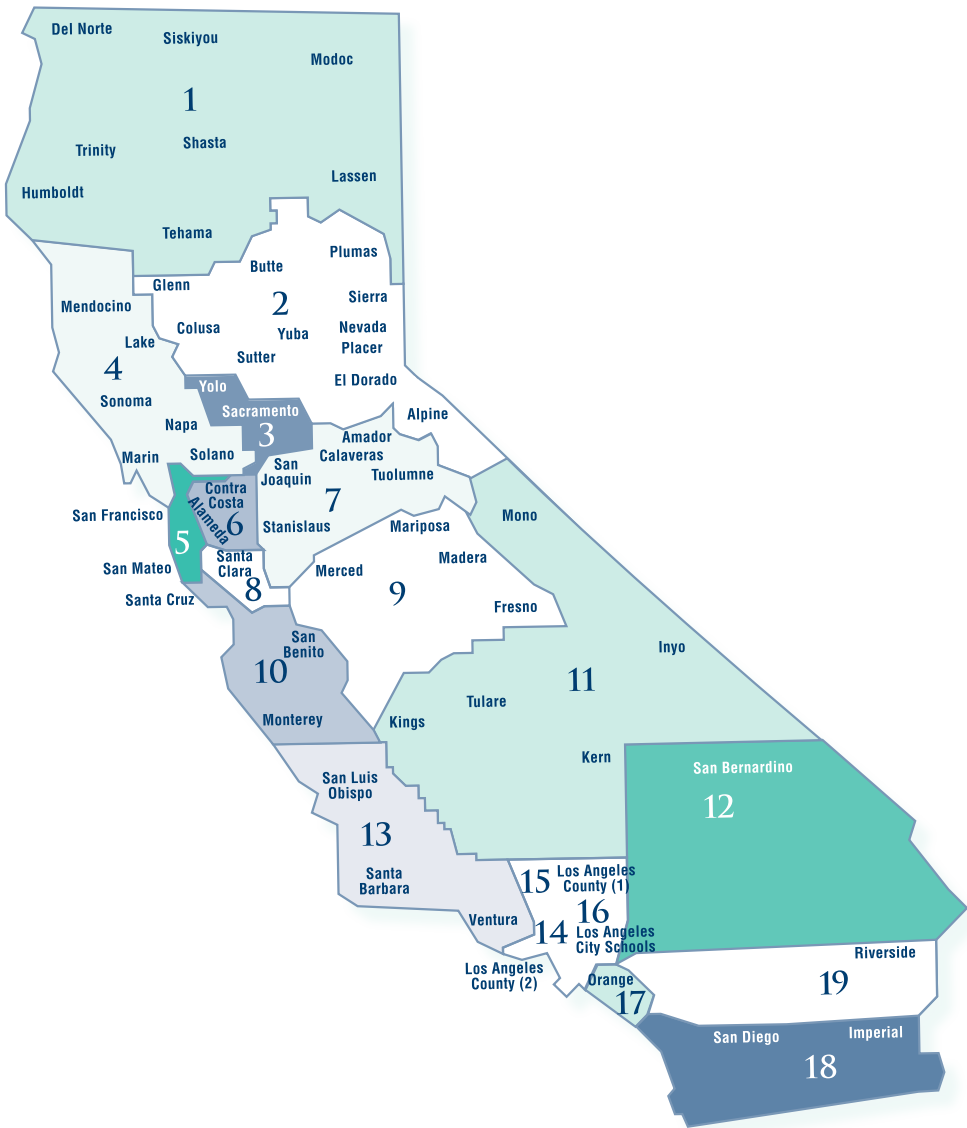 Del Norte
Siskiyou
Modoc
1
Shasta
Trinity
Lassen
Humboldt
Tehama
Plumas
Butte
Glenn
Sierra
2
Mendocino
Colusa
Nevada
Yuba
Lake
Placer
Sutter
4
El Dorado
Yolo
Sonoma
Sacramento
Alpine
Napa
3
Amador
Solano
Calaveras
Marin
San
Joaquin
Tuolumne
Contra
Costa
7
San Francisco
Alameda
6
Stanislaus
Mariposa
Mono
5
Santa
Clara
Madera
San Mateo
Merced
8
9
Santa Cruz
Fresno
San
Benito
Inyo
10
11
Tulare
Monterey
Kings
Kern
San Bernardino
San Luis
Obispo
12
13
Santa
Barbara
15
Los Angeles
County (1)
16
Ventura
14
Los Angeles
City Schools
Riverside
Los Angeles
County (2)
Orange
19
17
San Diego
Imperial
18